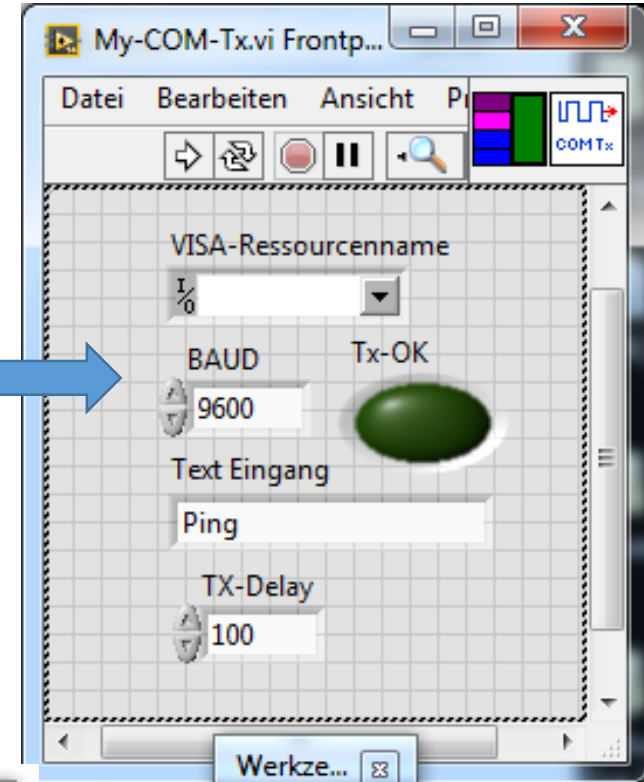 My-COM-Tx.vi Frontp...
Datei Bearbeiten Ansicht P
COM Tx
VISA-Ressourcenname
I/O
BAUD Tx-OK
9600
Text Eingang
Ping
TX-Delay
100
Werkze...